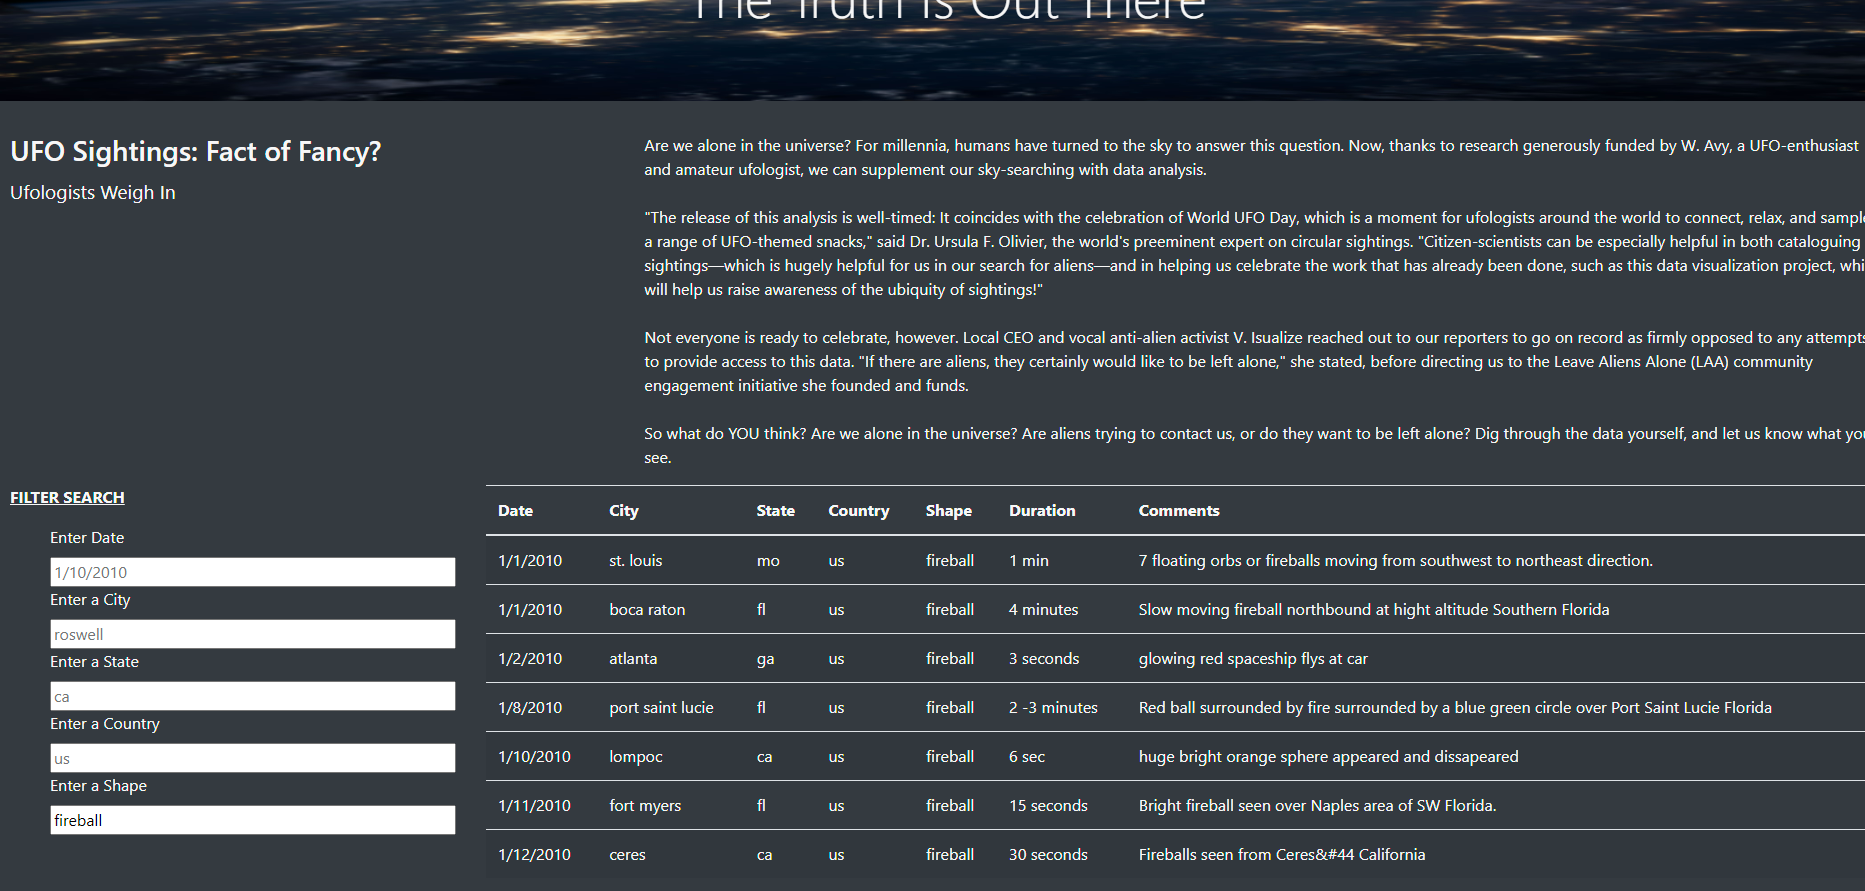 The Truth Is Out There
UFO Sightings: Fact of Fancy?
Ufologists Weigh In
Are we alone in the universe? For millennia, humans have turned to the sky to answer this question. Now, thanks to research generously funded by W. Avy, a UFO-enthusiast
and amateur ufologist, we can supplement our sky-searching with data analysis.
"The release of this analysis is well-timed: It coincides with the celebration of World UFO Day, which is a moment for ufologists around the world to connect, relax, and sample
a range of UFO-themed snacks," said Dr. Ursula F. Olivier, the world's preeminent expert on circular sightings. "Citizen-scientists can be especially helpful in both cataloguing
sightings—which is hugely helpful for us in our search for aliens—and in helping us celebrate the work that has already been done, such as this data visualization project, whi
will help us raise awareness of the ubiquity of sightings!"
Not everyone is ready to celebrate, however. Local CEO and vocal anti-alien activist V. Isualize reached out to our reporters to go on record as firmly opposed to any attempts
to provide access to this data. "If there are aliens, they certainly would like to be left alone," she stated, before directing us to the Leave Aliens Alone (LAA) community
engagement initiative she founded and funds.
So what do YOU think? Are we alone in the universe? Are aliens trying to contact us, or do they want to be left alone? Dig through the data yourself, and let us know what you
see.
FILTER SEARCH
Enter Date
1/10/2010
Enter a City
roswell
Enter a State
ca
Enter a Country
us
Enter a Shape
fireball
Date City State Country Shape Duration Comments
1/1/2010 st. louis mo us fireball 1 min 7 floating orbs or fireballs moving from southwest to northeast direction.
1/1/2010 boca raton fl us fireball 4 minutes Slow moving fireball northbound at hight altitude Southern Florida
1/2/2010 atlanta ga us fireball 3 seconds glowing red spaceship flys at car
1/8/2010 port saint lucie fl us fireball 2 -3 minutes Red ball surrounded by fire surrounded by a blue green circle over Port Saint Lucie Florida
1/10/2010 lompoc ca us fireball 6 sec huge bright orange sphere appeared and dissapeared
1/11/2010 fort myers fl us fireball 15 seconds Bright fireball seen over Naples area of SW Florida.
1/12/2010 ceres ca us fireball 30 seconds Fireballs seen from Ceres&#44 California